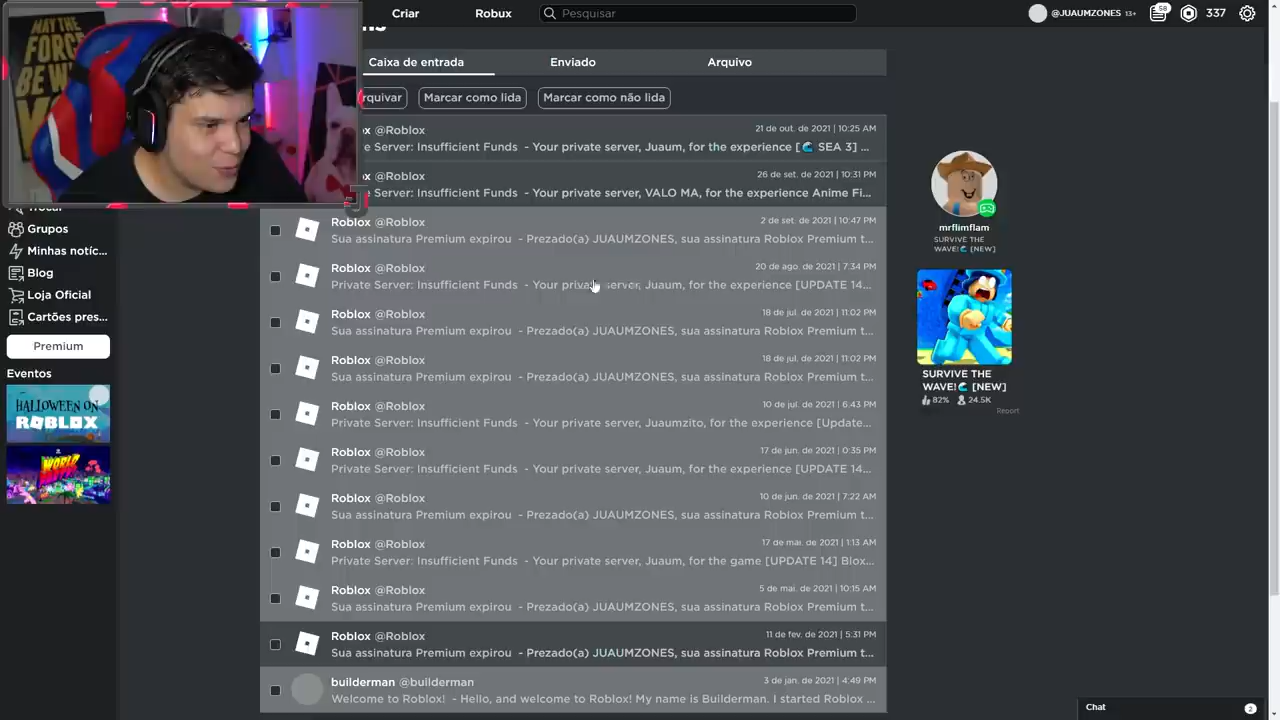 MAY THE
FORCE
BE W
YO
Criar
Robux
Pesquisar
@JUAUMZONES 13+
58
337
Caixa de entrada
Enviado
Arquivo
rquivar
Marcar como lida
Marcar como não lida
x @Roblox
21 de out. de 2021 | 10:25 AM
e Server: Insufficient Funds - Your private server, Juaum, for the experience [🌊 SEA 3] ...
x @Roblox
26 de set. de 2021 | 10:31 PM
e Server: Insufficient Funds - Your private server, VALO MA, for the experience Anime Fi...
Roblox @Roblox
2 de set. de 2021 | 10:47 PM
Sua assinatura Premium expirou - Prezado(a) JUAUMZONES, sua assinatura Roblox Premium t...
Roblox @Roblox
20 de ago. de 2021 | 7:34 PM
Private Server: Insufficient Funds - Your private server, Juaum, for the experience [UPDATE 14...
Roblox @Roblox
18 de jul. de 2021 | 11:02 PM
Sua assinatura Premium expirou - Prezado(a) JUAUMZONES, sua assinatura Roblox Premium t...
Roblox @Roblox
18 de jul. de 2021 | 11:02 PM
Sua assinatura Premium expirou - Prezado(a) JUAUMZONES, sua assinatura Roblox Premium t...
Roblox @Roblox
10 de jul. de 2021 | 6:43 PM
Private Server: Insufficient Funds - Your private server, Juaumzito, for the experience [Update...
Roblox @Roblox
17 de jun. de 2021 | 0:35 PM
Private Server: Insufficient Funds - Your private server, Juaum, for the experience [UPDATE 14...
Roblox @Roblox
10 de jun. de 2021 | 7:22 AM
Sua assinatura Premium expirou - Prezado(a) JUAUMZONES, sua assinatura Roblox Premium t...
Roblox @Roblox
17 de mai. de 2021 | 1:13 AM
Private Server: Insufficient Funds - Your private server, Juaum, for the game [UPDATE 14] Blox...
Roblox @Roblox
5 de mai. de 2021 | 10:15 AM
Sua assinatura Premium expirou - Prezado(a) JUAUMZONES, sua assinatura Roblox Premium t...
Roblox @Roblox
11 de fev. de 2021 | 5:31 PM
Sua assinatura Premium expirou - Prezado(a) JUAUMZONES, sua assinatura Roblox Premium t...
builderman @builderman
3 de jan. de 2021 | 4:49 PM
Welcome to Roblox! - Hello, and welcome to Roblox! My name is Builderman. I started Roblox ...
Trocar
Grupos
Minhas notíc...
Blog
Loja Oficial
Cartões pres...
Premium
Eventos
HALLOWEEN ON
ROBLOX
mrflimflam
SURVIVE THE
WAVE!🌊 [NEW]
SURVIVE THE
WAVE!🌊 [NEW]
82% 24.5K
Report
Chat
2